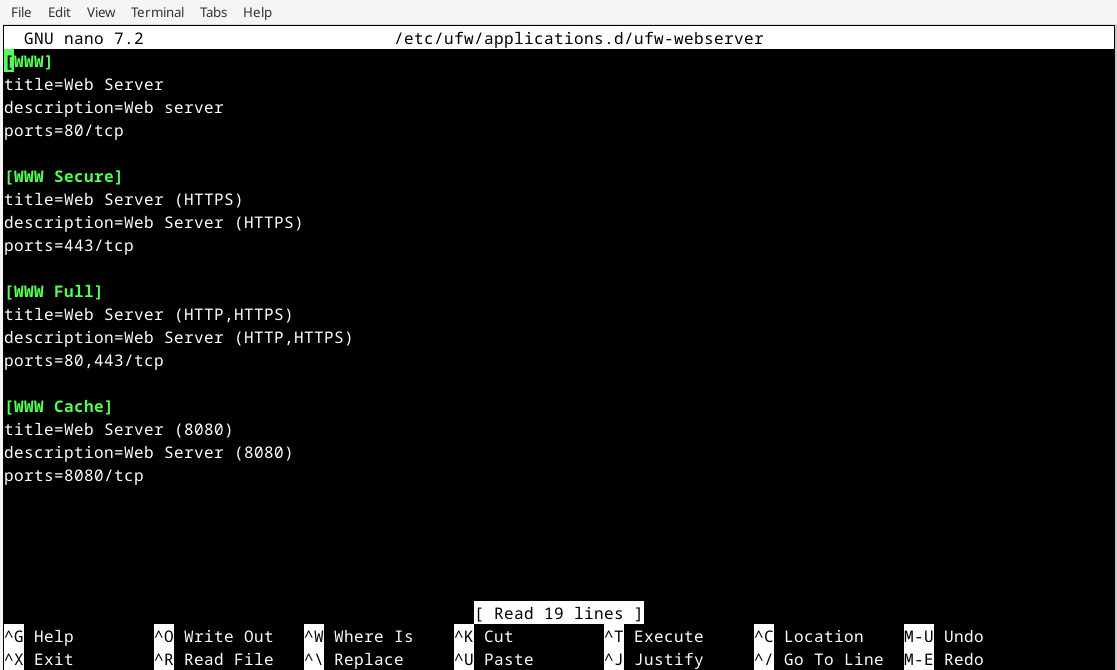 File Edit View Terminal Tabs Help
GNU nano 7.2 /etc/ufw/applications.d/ufw-webserver
[WWW]
title=Web Server
description=Web server
ports=80/tcp
[WWW Secure]
title=Web Server (HTTPS)
description=Web Server (HTTPS)
ports=443/tcp
[WWW Full]
title=Web Server (HTTP,HTTPS)
description=Web Server (HTTP,HTTPS)
ports=80,443/tcp
[WWW Cache]
title=Web Server (8080)
description=Web Server (8080)
ports=8080/tcp
[ Read 19 lines ]
^G Help ^O Write Out ^W Where Is ^K Cut ^T Execute ^C Location M-U Undo
^X Exit ^R Read File ^\ Replace ^U Paste ^J Justify ^/ Go To Line M-E Redo